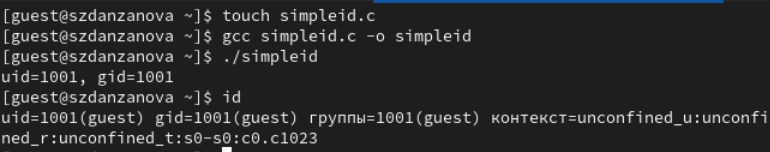 [guest@szdanzanova ~]$ touch simpleid.c
[guest@szdanzanova ~]$ gcc simpleid.c -o simpleid
[guest@szdanzanova ~]$ ./simpleid
uid=1001, gid=1001
[guest@szdanzanova ~]$ id
uid=1001(guest) gid=1001(guest) группы=1001(guest) контекст=unconfined_u:unconfi
ned_r:unconfined_t:s0-s0:c0.c1023